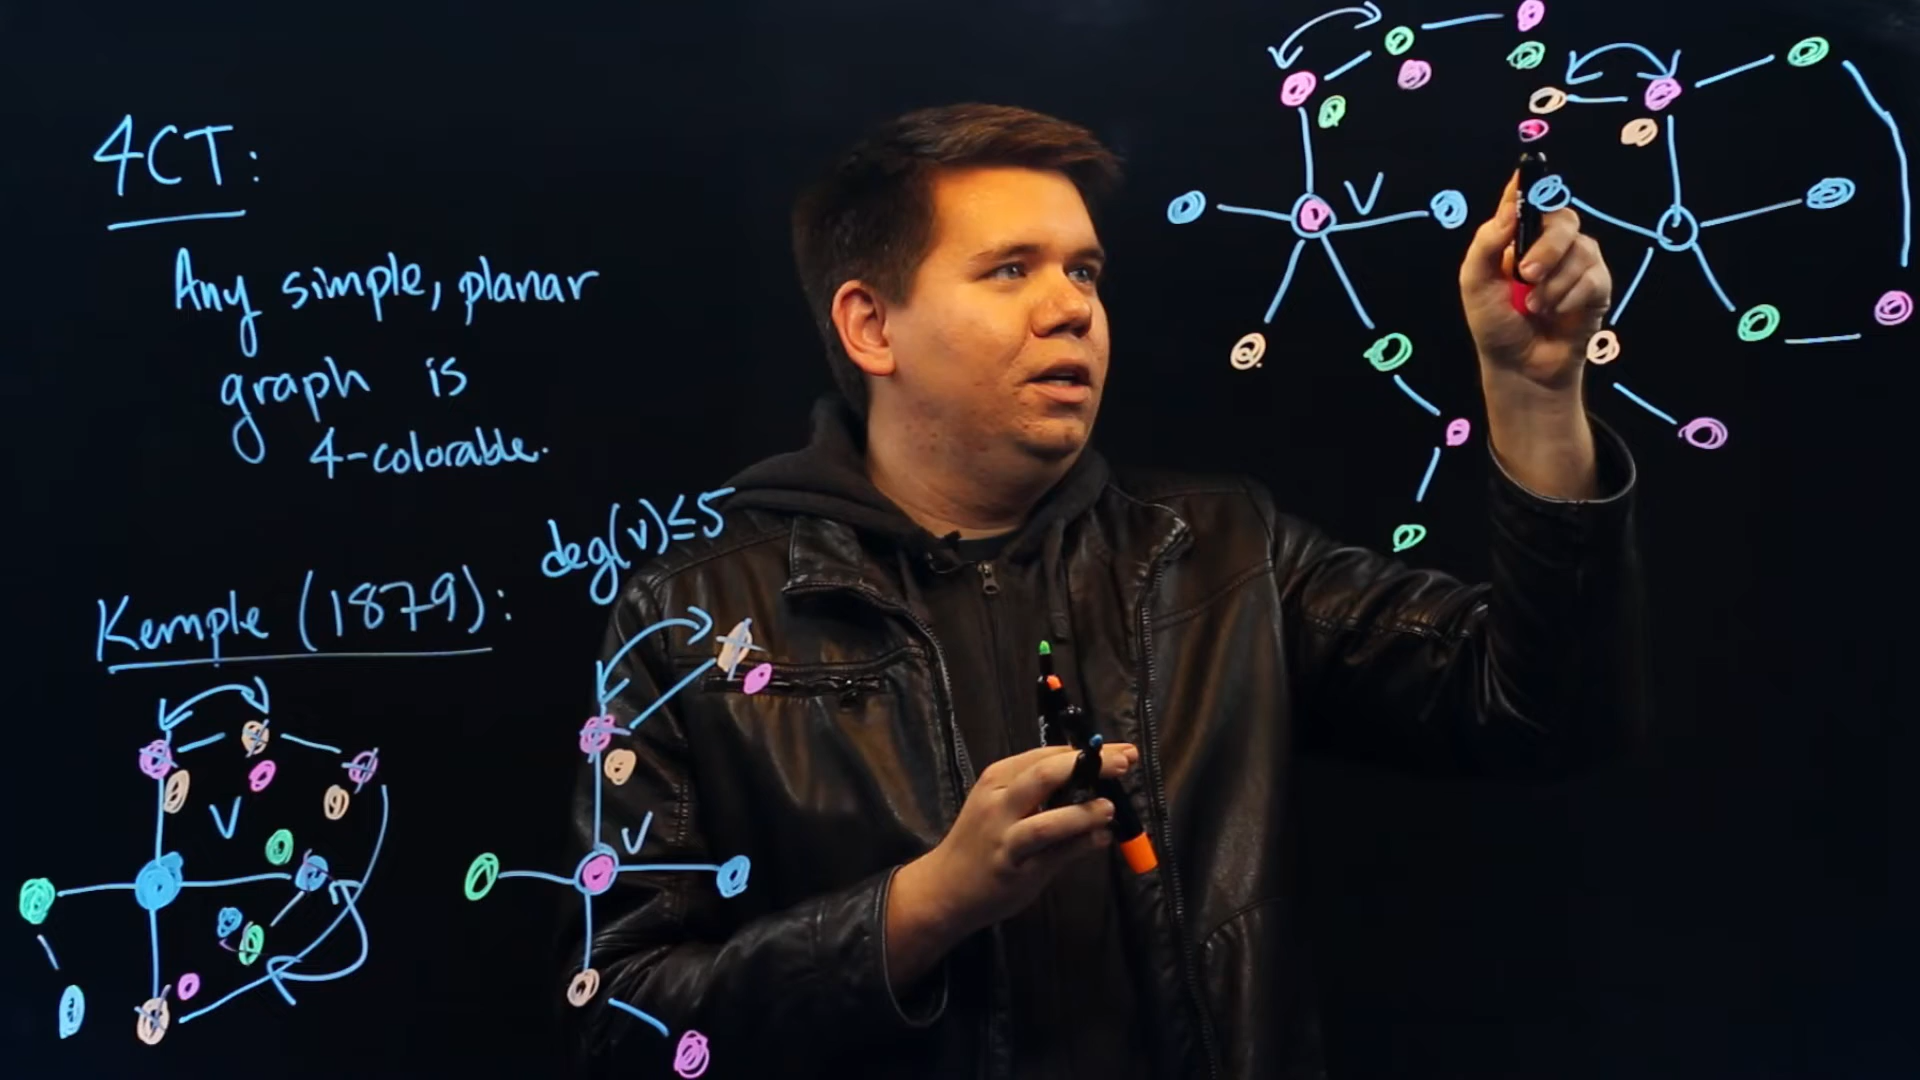 4CT:
Any simple, planar
graph is
4-colorable.
deg(v)≤5
Kemple (1879):
V
V
V